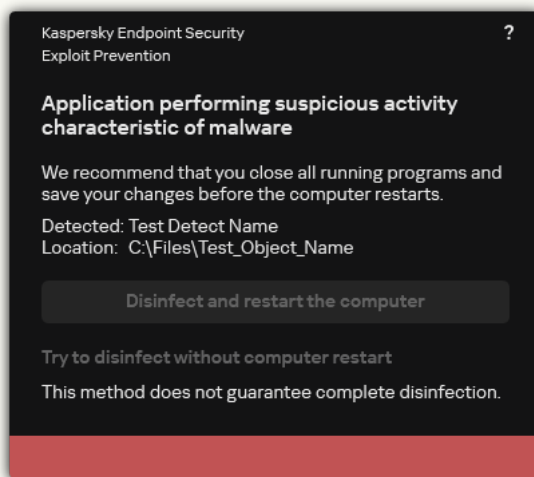 Kaspersky Endpoint Security
?
Exploit Prevention
Application performing suspicious activity
characteristic of malware
We recommend that you close all running programs and
save your changes before the computer restarts.
Detected: Test Detect Name
Location: C:\Files\Test_Object_Name
Disinfect and restart the computer
Try to disinfect without computer restart
This method does not guarantee complete disinfection.